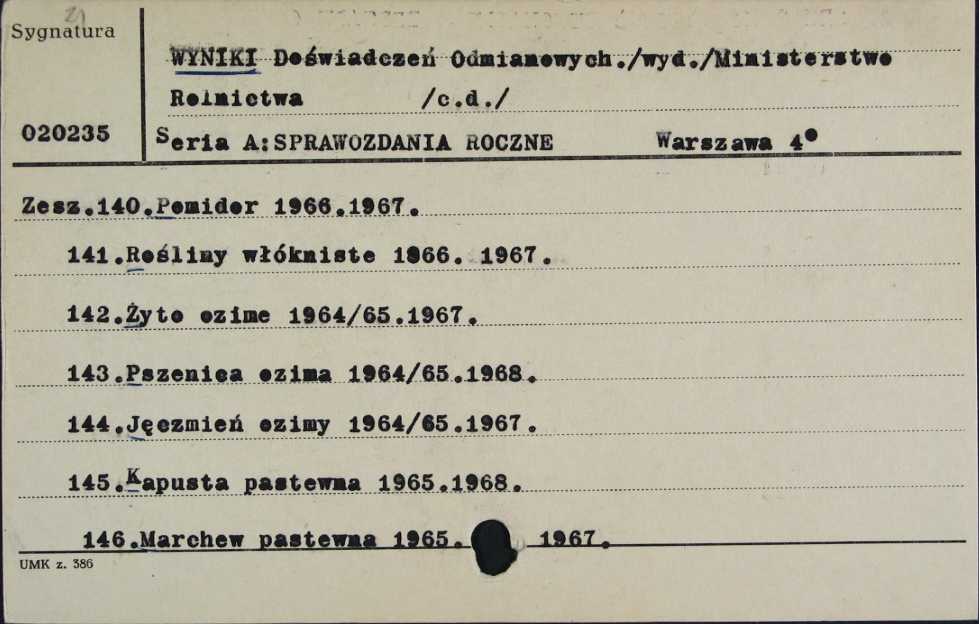 Sygnatura
WYNIKI Doświadczeń Odmianowych./wyd./Ministerstwo
Rolnictwa /c.d./
020235
Seria A:SPRAWOZDANIA ROCZNE Warszawa 4°
Zesz.140.Pomidor 1966.1967.
141.Rośliny włókniste 1966. 1967.
142.Żyto ozime 1964/65.1967.
143.Pszenica ozima 1964/65.1968.
144.Jęczmień ozimy 1964/65.1967.
145.Kapusta pastewna 1965.1968.
146.Marchew pastewna 1965. 1967.
UMK z. 386